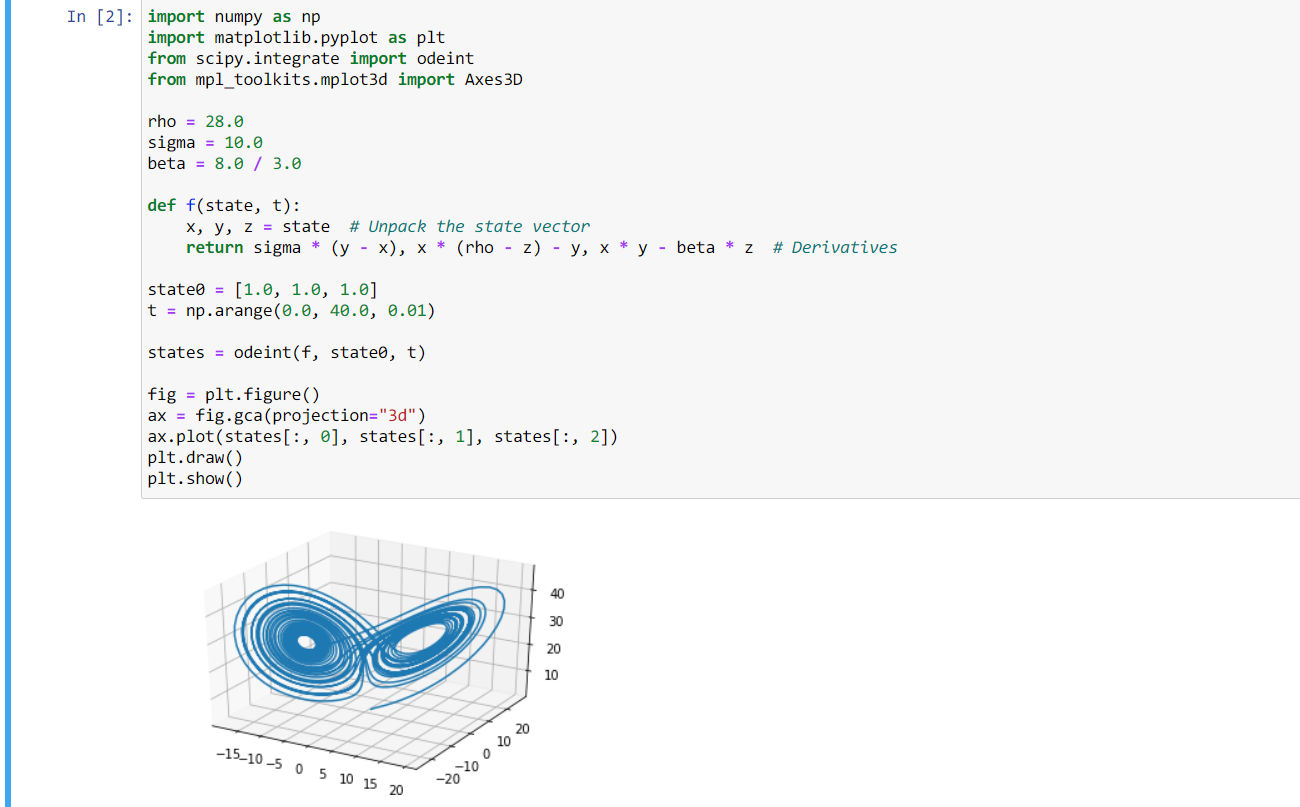 In [2]: import numpy as np
import matplotlib.pyplot as plt
from scipy.integrate import odeint
from mpl_toolkits.mplot3d import Axes3D
rho = 28.0
sigma = 10.0
beta = 8.0 / 3.0
def f(state, t):
    x, y, z = state  # Unpack the state vector
    return sigma * (y - x), x * (rho - z) - y, x * y - beta * z  # Derivatives
state0 = [1.0, 1.0, 1.0]
t = np.arange(0.0, 40.0, 0.01)
states = odeint(f, state0, t)
fig = plt.figure()
ax = fig.gca(projection="3d")
ax.plot(states[:, 0], states[:, 1], states[:, 2])
plt.draw()
plt.show()
40
30
20
10
20
10
0
−10
−20
−15
−10
−5
0
5
10
15
20